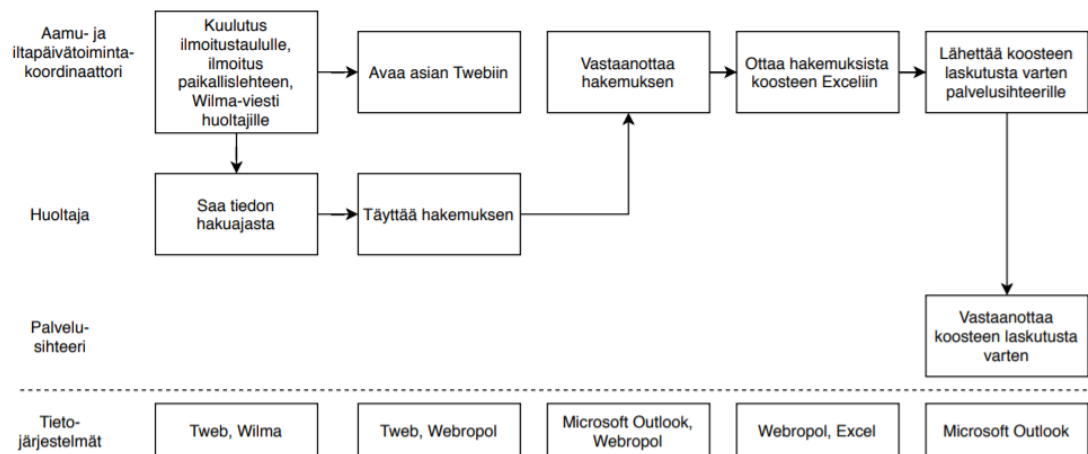 Aamu- ja
iltapäivätoiminta-
koordinaattori
Kuulutus
ilmoitustaululle,
ilmoitus
paikallislehteen,
Wilma-viesti
huoltajille
Avaa asian Twebiin
Vastaanottaa
hakemuksen
Ottaa hakemuksista
koosteen Exceliin
Lähettää koosteen
laskutusta varten
palvelusihteerille
Huoltaja
Saa tiedon
hakuajasta
Täyttää hakemuksen
Palvelu-
sihteeri
Vastaanottaa
koosteen laskutusta
varten
Tieto-
järjestelmät
Tweb, Wilma
Tweb, Webropol
Microsoft Outlook,
Webropol
Webropol, Excel
Microsoft Outlook